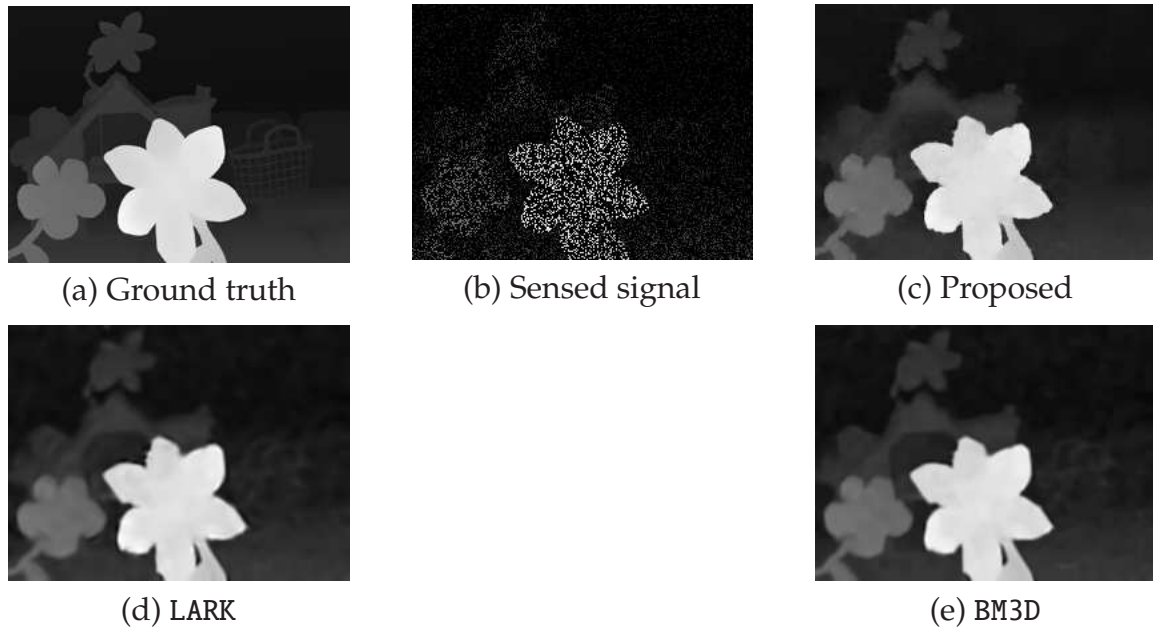 (a) Ground truth
(b) Sensed signal
(c) Proposed
(d) LARK
(e) BM3D